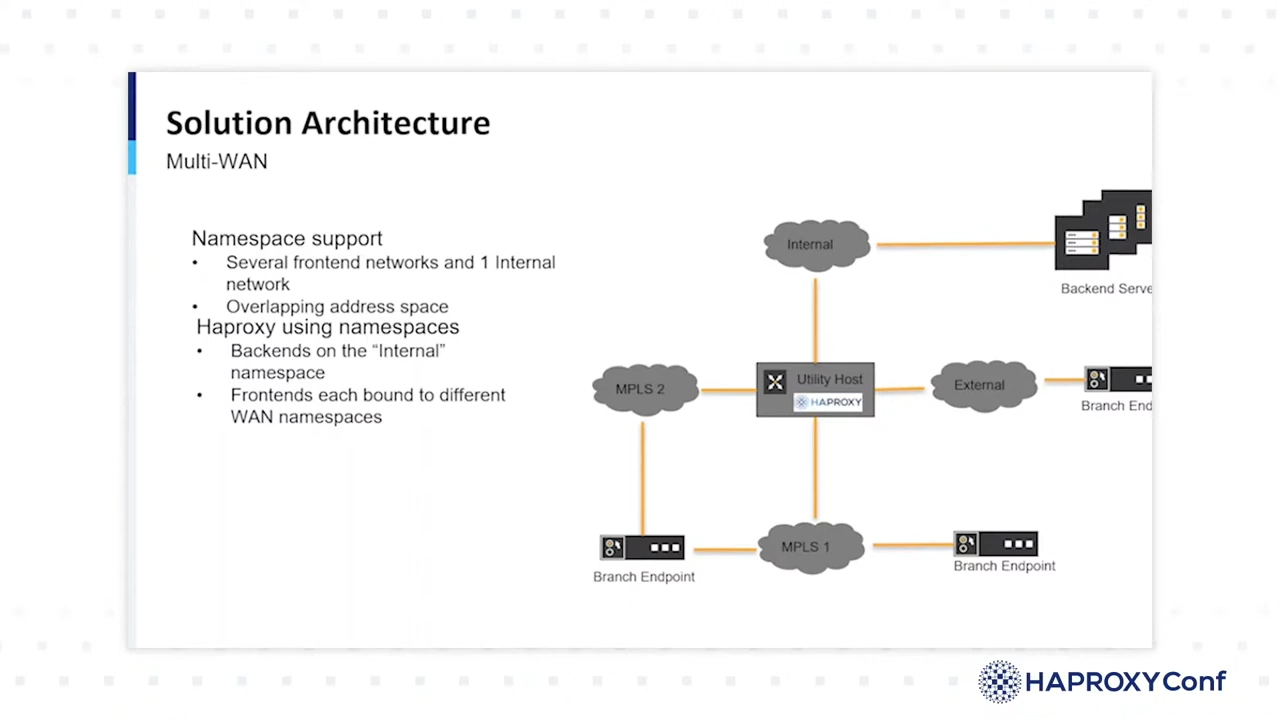 Solution Architecture
Multi-WAN
Namespace support
• Several frontend networks and 1 Internal
network
• Overlapping address space
Haproxy using namespaces
• Backends on the “Internal”
namespace
• Frontends each bound to different
WAN namespaces
Internal
Backend Serve
MPLS 2
Utility Host
HAPROXY
External
Branch End
MPLS 1
Branch Endpoint
Branch Endpoint
HAPROXYConf